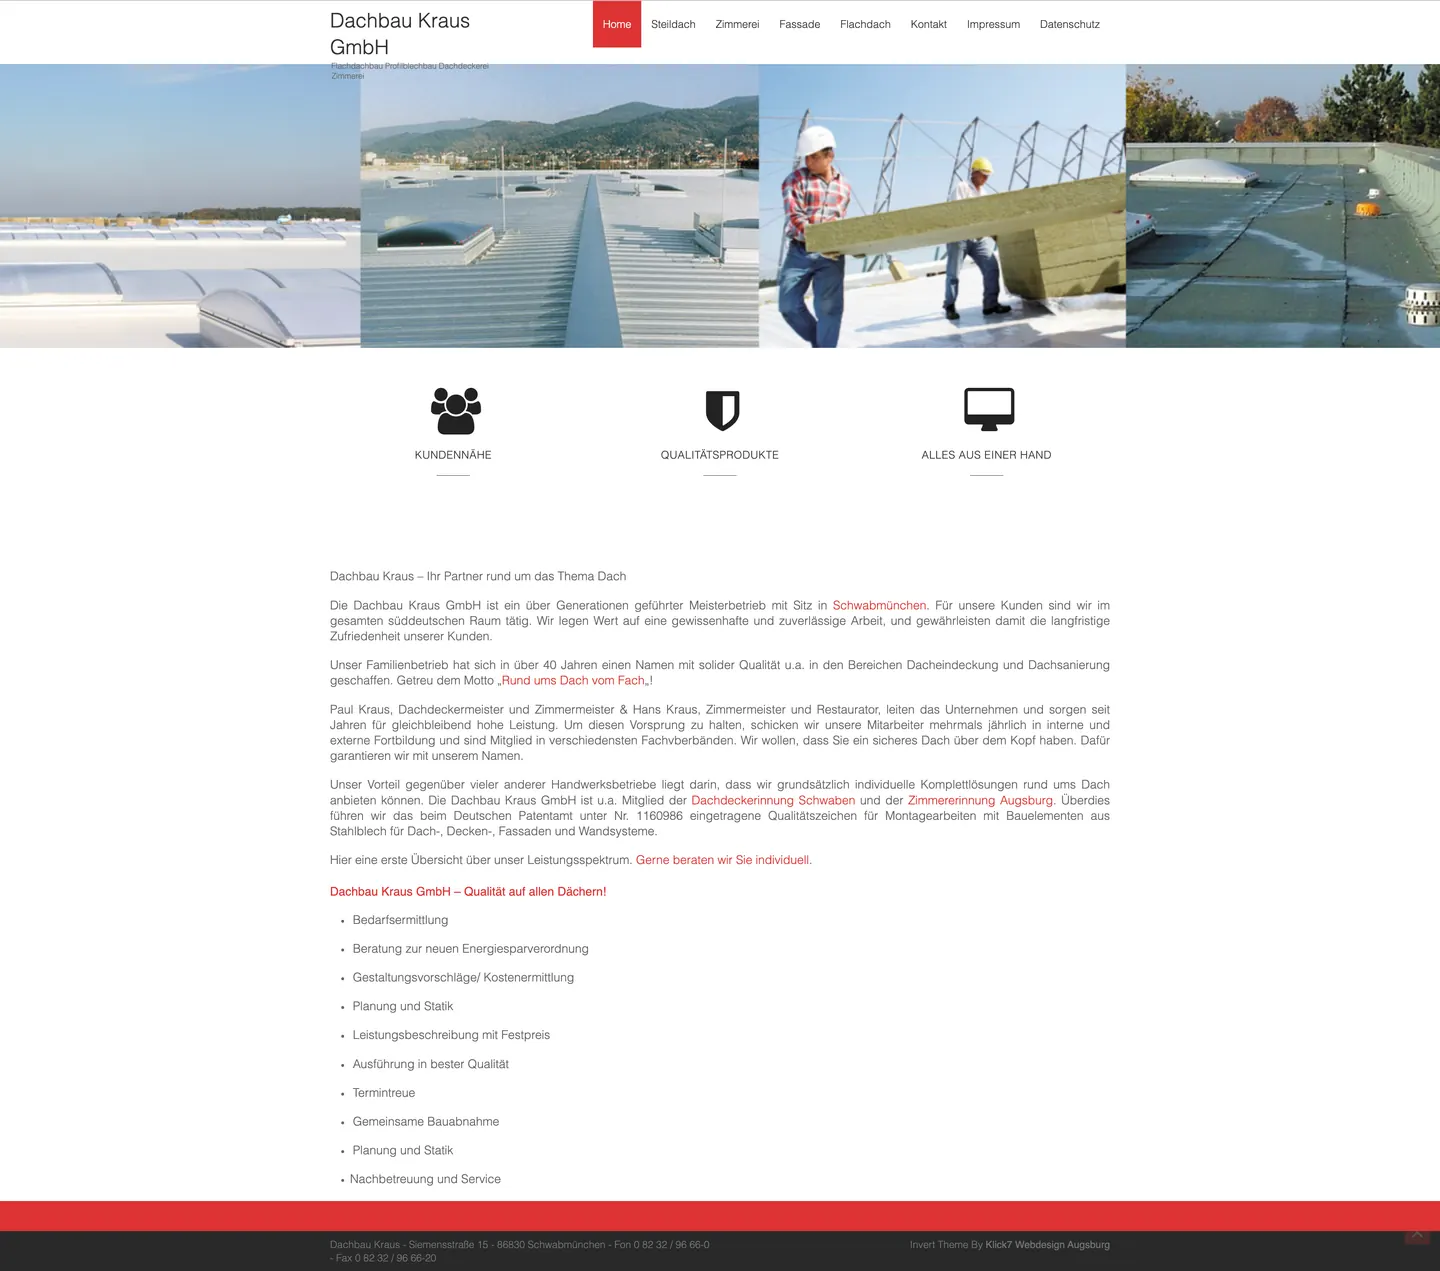 Dachbau Kraus
GmbH
Flachdachbau Profilblechbau Dachdeckerei
Zimmerei
Home Steildach Zimmerei Fassade Flachdach Kontakt Impressum Datenschutz
KUNDENNÄHE
QUALITÄTSPRODUKTE
ALLES AUS EINER HAND
Dachbau Kraus – Ihr Partner rund um das Thema Dach
Die Dachbau Kraus GmbH ist ein über Generationen geführter Meisterbetrieb mit Sitz in Schwabmünchen. Für unsere Kunden sind wir im
gesamten süddeutschen Raum tätig. Wir legen Wert auf eine gewissenhafte und zuverlässige Arbeit, und gewährleisten damit die langfristige
Zufriedenheit unserer Kunden.
Unser Familienbetrieb hat sich in über 40 Jahren einen Namen mit solider Qualität u.a. in den Bereichen Dacheindeckung und Dachsanierung
geschaffen. Getreu dem Motto „Rund ums Dach vom Fach„!
Paul Kraus, Dachdeckermeister und Zimmermeister & Hans Kraus, Zimmermeister und Restaurator, leiten das Unternehmen und sorgen seit
Jahren für gleichbleibend hohe Leistung. Um diesen Vorsprung zu halten, schicken wir unsere Mitarbeiter mehrmals jährlich in interne und
externe Fortbildung und sind Mitglied in verschiedensten Fachvberbänden. Wir wollen, dass Sie ein sicheres Dach über dem Kopf haben. Dafür
garantieren wir mit unserem Namen.
Unser Vorteil gegenüber vieler anderer Handwerksbetriebe liegt darin, dass wir grundsätzlich individuelle Komplettlösungen rund ums Dach
anbieten können. Die Dachbau Kraus GmbH ist u.a. Mitglied der Dachdeckerinnung Schwaben und der Zimmererinnung Augsburg. Überdies
führen wir das beim Deutschen Patentamt unter Nr. 1160986 eingetragene Qualitätszeichen für Montagearbeiten mit Bauelementen aus
Stahlblech für Dach-, Decken-, Fassaden und Wandsysteme.
Hier eine erste Übersicht über unser Leistungsspektrum. Gerne beraten wir Sie individuell.
Dachbau Kraus GmbH – Qualität auf allen Dächern!
• Bedarfsermittlung
• Beratung zur neuen Energiesparverordnung
• Gestaltungsvorschläge/ Kostenermittlung
• Planung und Statik
• Leistungsbeschreibung mit Festpreis
• Ausführung in bester Qualität
• Termintreue
• Gemeinsame Bauabnahme
• Planung und Statik
• Nachbetreuung und Service
Dachbau Kraus - Siemensstraße 15 - 86830 Schwabmünchen - Fon 0 82 32 / 96 66-0
- Fax 0 82 32 / 96 66-20
Invert Theme By Klick7 Webdesign Augsburg